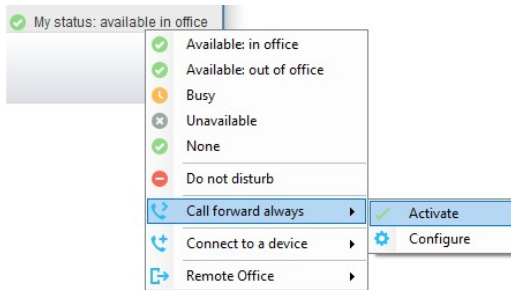 My status: available in office
Available: in office
Available: out of office
Busy
Unavailable
None
Do not disturb
Call forward always
Activate
Configure
Connect to a device
Remote Office